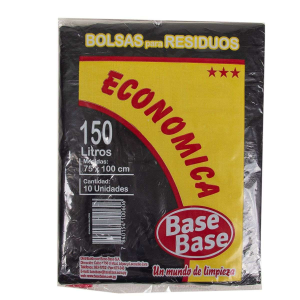 BOLSAS para RESIDUOS
ECONOMICA
150
Litros
Medidas:
75 x 100 cm
Cantidad:
10 Unidades
Base
Base
Un mundo de limpieza